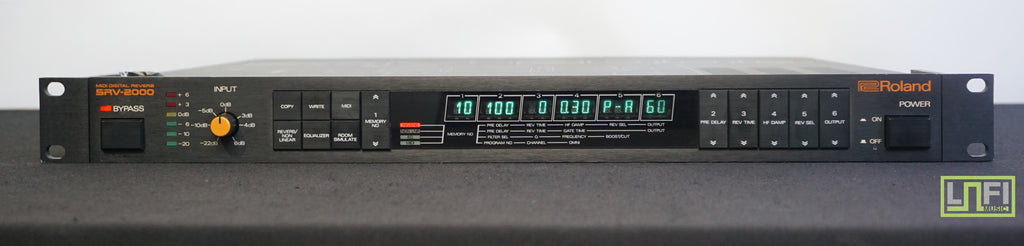 MIDI DIGITAL REVERB
SRV-2000
BYPASS
+ 6
+ 3
0dB
- 5
- 10
- 20
INPUT
0dB
-5dB
3dB
-4dB
-22dB
6dB
COPY
WRITE
MIDI
REVERB/
NON
LINEAR
EQUALIZER
ROOM
SIMULATE
1
MEMORY
NO
1 2 3 4 5 6
10 100 0 0.30 P-A 60
MEMORY NO
PRE DELAY REV TIME HF DAMP REV SEL OUTPUT
PRE DELAY REV TIME GATE TIME OUTPUT
FILTER SEL Q FREQUENCY BOOST/CUT
PROGRAM NO CHANNEL OMNI
2
PRE DELAY
3
REV TIME
4
HF DAMP
5
REV SEL
6
OUTPUT
Roland
POWER
ON
OFF
LNFI
MUSIC